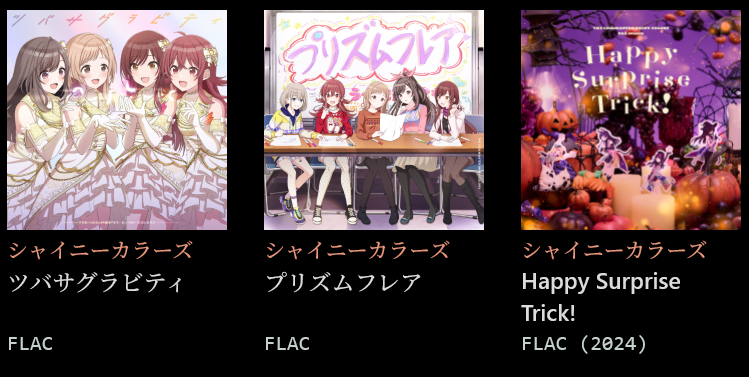 ツバサグラビティ
プリズムフレア
Happy
Surprise
Trick!
シャイニーカラーズ
ツバサグラビティ
FLAC
シャイニーカラーズ
プリズムフレア
FLAC
シャイニーカラーズ
Happy Surprise
Trick!
FLAC (2024)